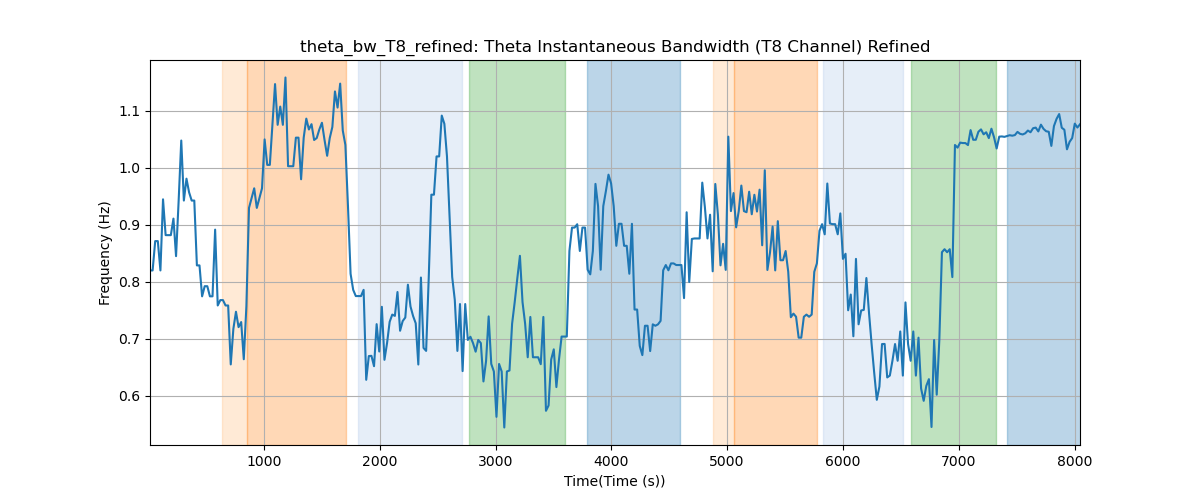 theta_bw_T8_refined: Theta Instantaneous Bandwidth (T8 Channel) Refined
Frequency (Hz)
1.1
1.0
0.9
0.8
0.7
0.6
1000 2000 3000 4000 5000 6000 7000 8000
Time(Time (s))